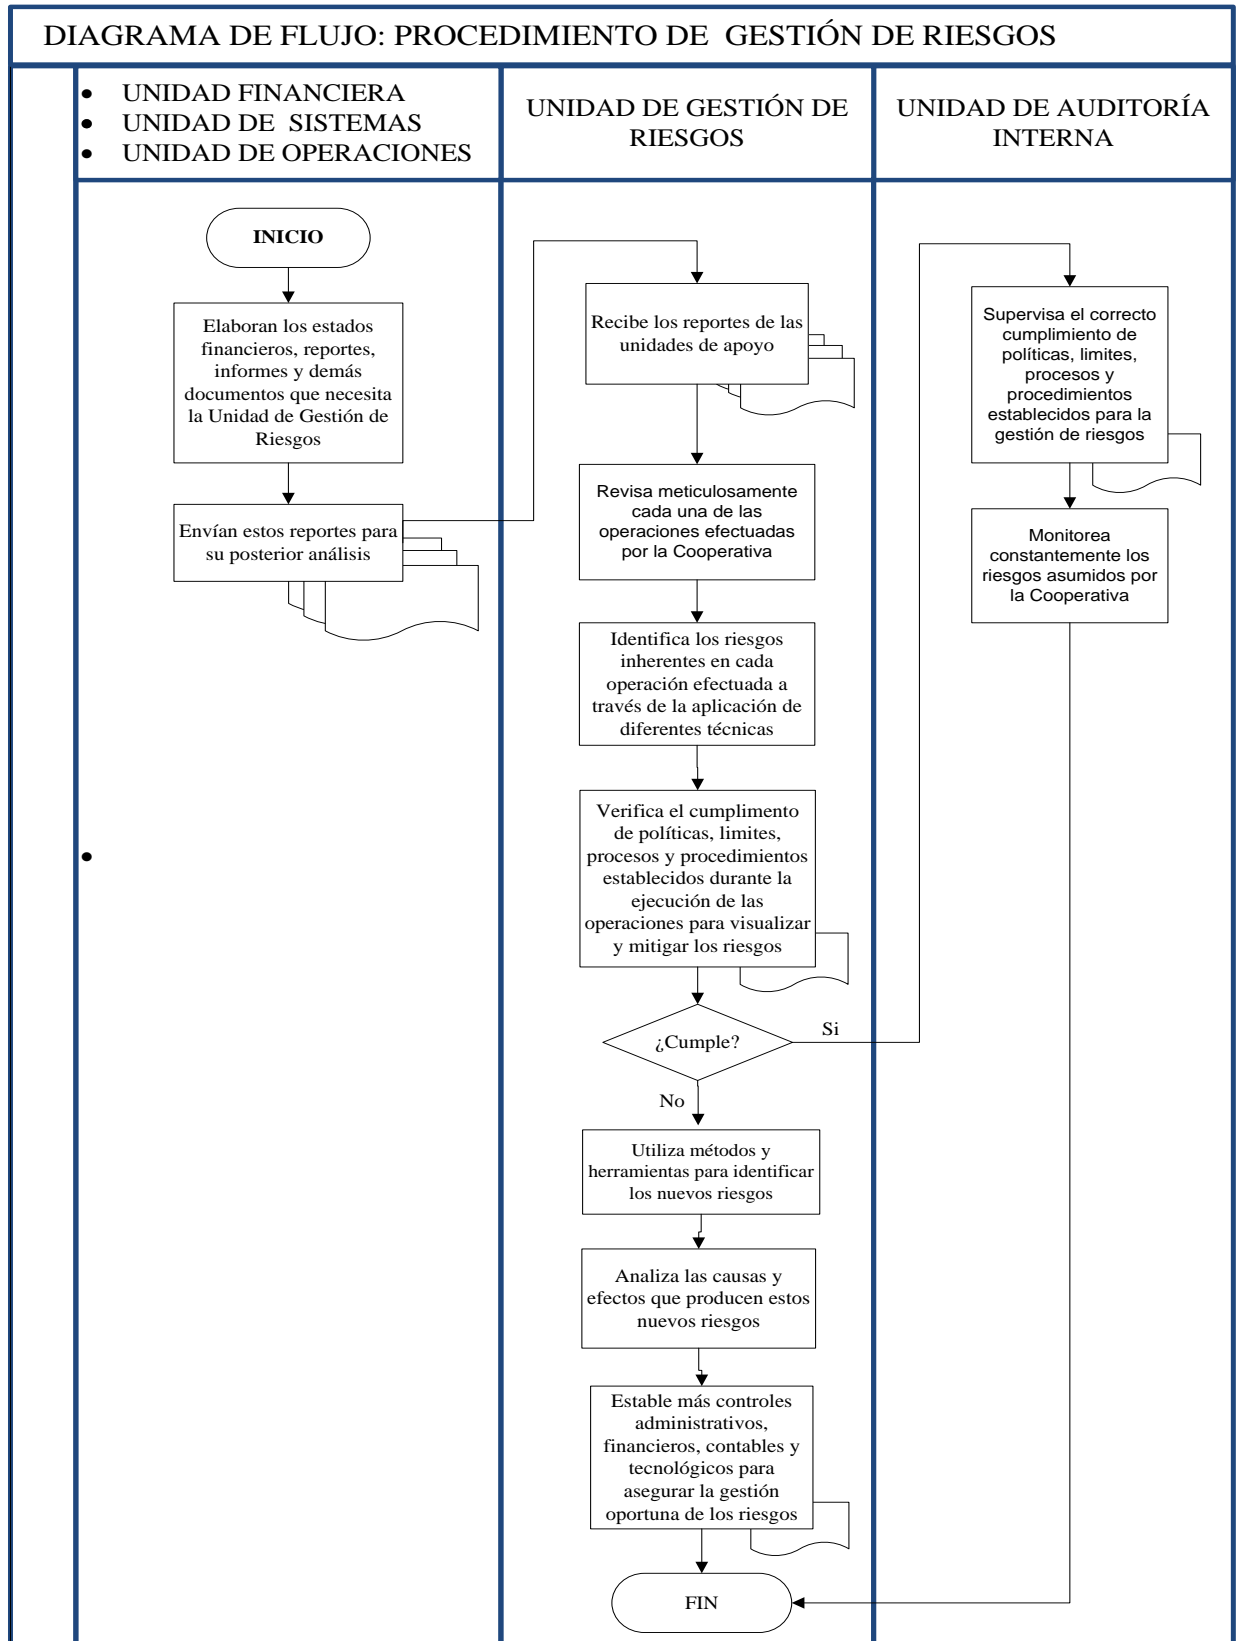 DIAGRAMA DE FLUJO: PROCEDIMIENTO DE GESTIÓN DE RIESGOS
• UNIDAD FINANCIERA
• UNIDAD DE SISTEMAS
• UNIDAD DE OPERACIONES
UNIDAD DE GESTIÓN DE
RIESGOS
UNIDAD DE AUDITORÍA
INTERNA
INICIO
Elaboran los estados
financieros, reportes,
informes y demás
documentos que necesita
la Unidad de Gestión de
Riesgos
Envían estos reportes para
su posterior análisis
Recibe los reportes de las
unidades de apoyo
Revisa meticulosamente
cada una de las
operaciones efectuadas
por la Cooperativa
Identifica los riesgos
inherentes en cada
operación efectuada a
través de la aplicación de
diferentes técnicas
Verifica el cumplimento
de políticas, limites,
procesos y procedimientos
establecidos durante la
ejecución de las
operaciones para visualizar
y mitigar los riesgos
¿Cumple?
Si
No
Utiliza métodos y
herramientas para identificar
los nuevos riesgos
Analiza las causas y
efectos que producen estos
nuevos riesgos
Estable más controles
administrativos,
financieros, contables y
tecnológicos para
asegurar la gestión
oportuna de los riesgos
FIN
Supervisa el correcto
cumplimiento de
políticas, limites,
procesos y
procedimientos
establecidos para la
gestión de riesgos
Monitorea
constantemente los
riesgos asumidos por
la Cooperativa